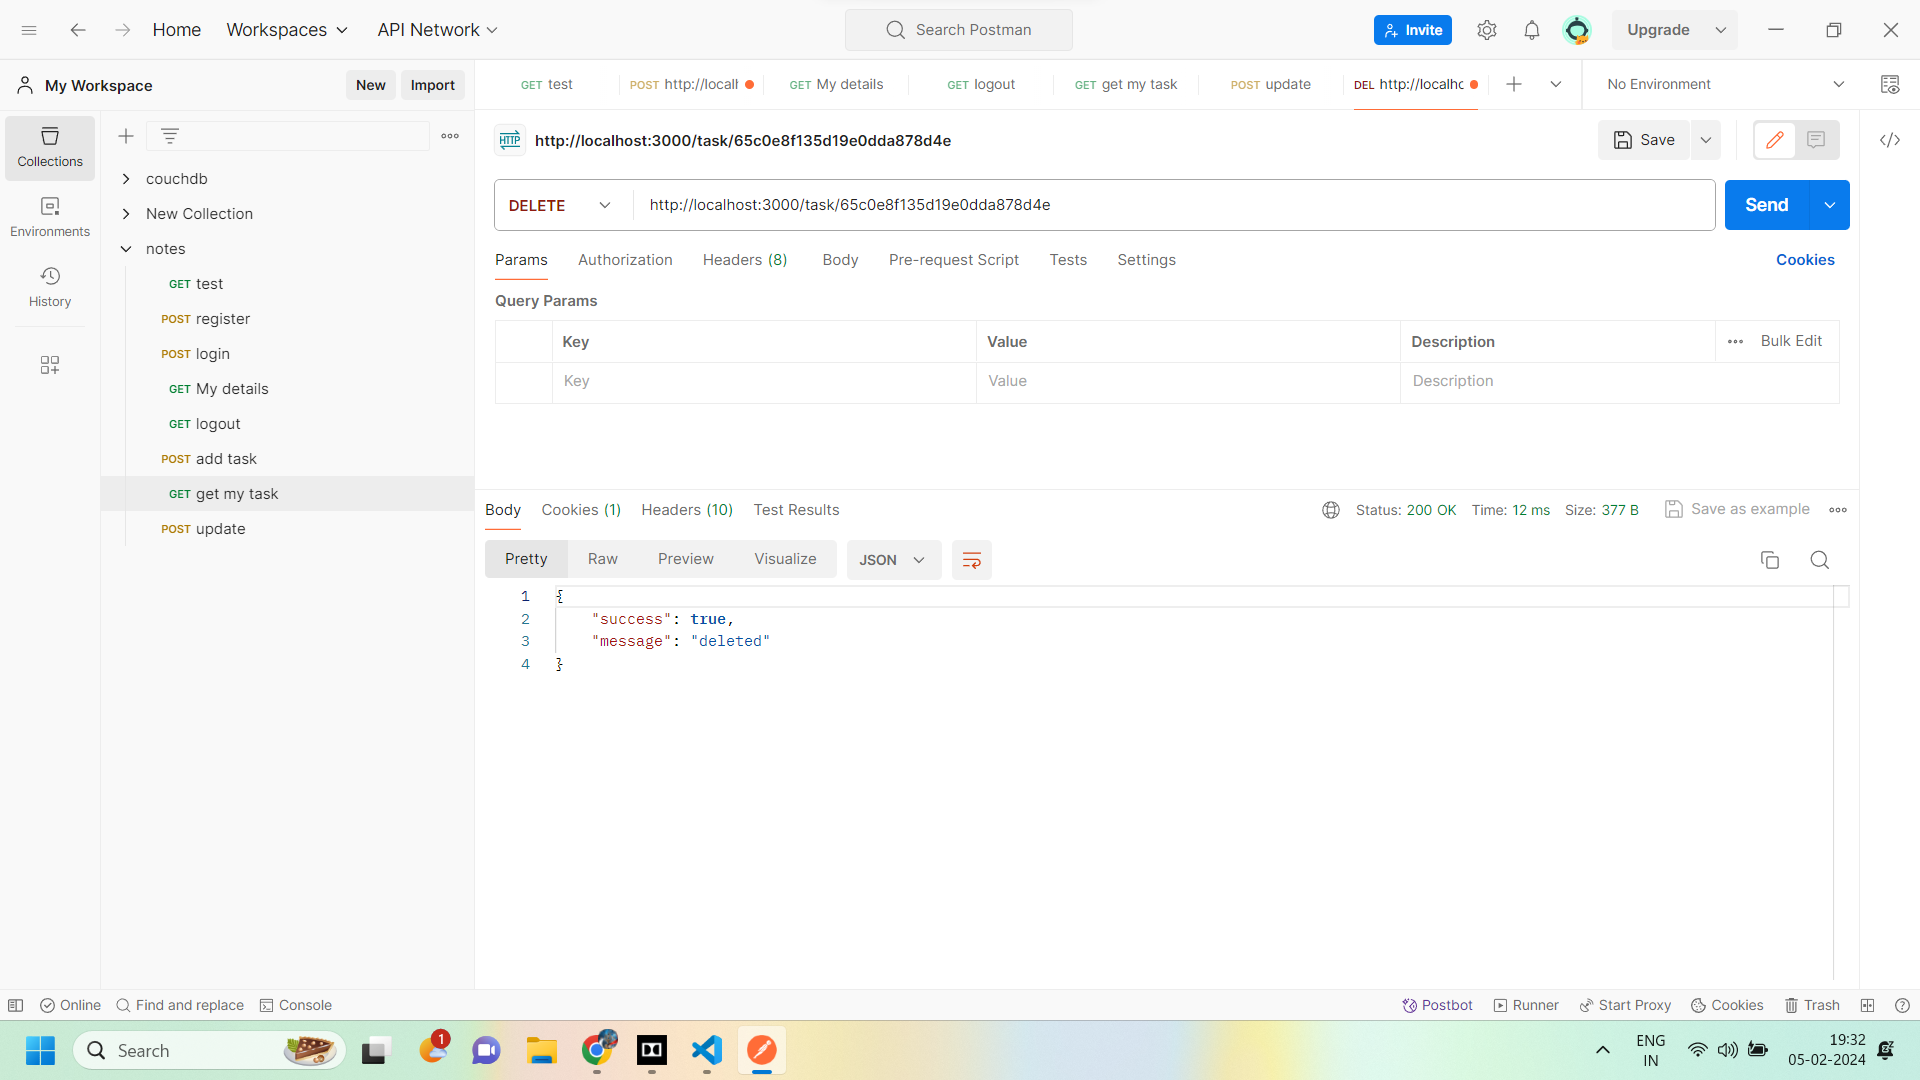 Home Workspaces API Network Search Postman Invite Upgrade
My Workspace New Import GET test POST http://localh GET My details GET logout GET get my task POST update DEL http://localhc No Environment
HTTP http://localhost:3000/task/65c0e8f135d19e0dda878d4e Save
Collections
Environments
History
couchdb
New Collection
notes
GET test
POST register
POST login
GET My details
GET logout
POST add task
GET get my task
POST update
DELETE http://localhost:3000/task/65c0e8f135d19e0dda878d4e Send
Params Authorization Headers (8) Body Pre-request Script Tests Settings Cookies
Query Params
Key Value Description Bulk Edit
Key Value Description
Body Cookies (1) Headers (10) Test Results Status: 200 OK Time: 12 ms Size: 377 B Save as example
Pretty Raw Preview Visualize JSON
1 {
2 "success": true,
3 "message": "deleted"
4 }
Online Find and replace Console Postbot Runner Start Proxy Cookies Trash
Search 1 ENG IN 19:32
05-02-2024